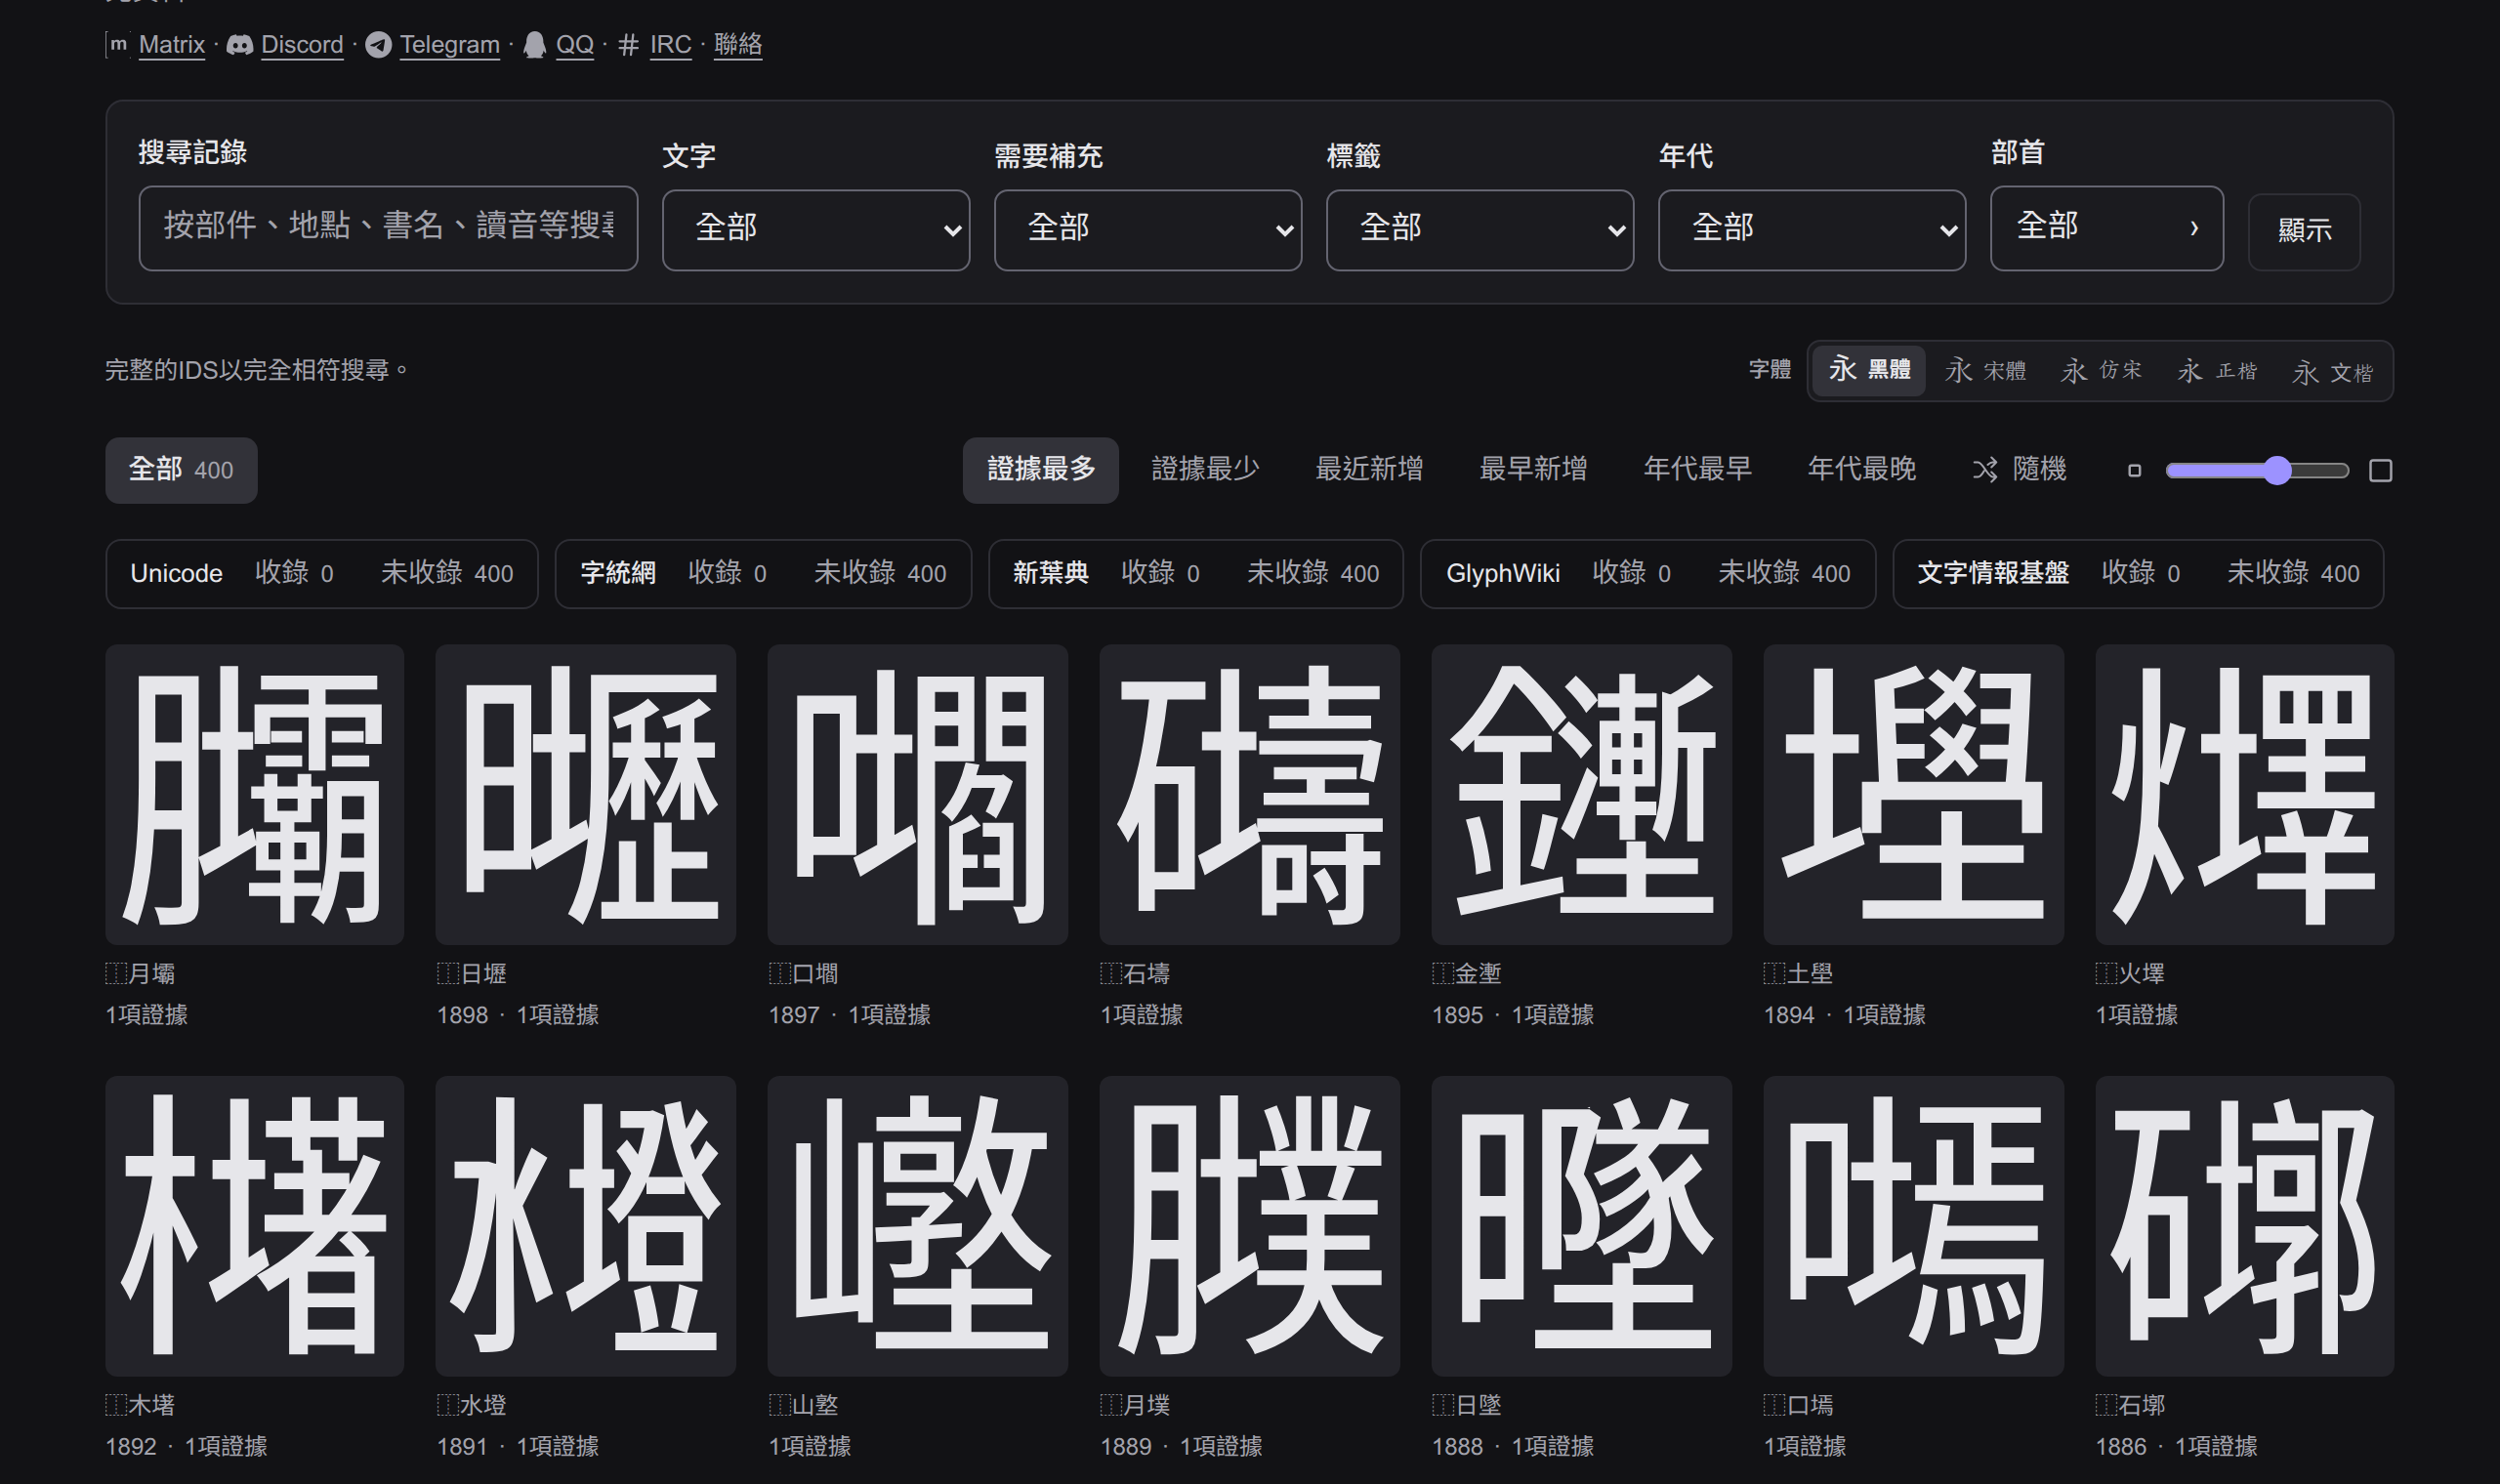 Matrix · Discord · Telegram · QQ · IRC · 聯絡
搜尋記錄 文字 需要補充 標籤 年代 部首
按部件、地點、書名、讀音等搜 全部 全部 全部 全部 全部 › 顯示
完整的IDS以完全相符搜尋。 字體 永 黑體 永 宋體 永 仿宋 永 正楷 永 文楷
全部 400 證據最多 證據最少 最近新增 最早新增 年代最早 年代最晚 隨機
Unicode 收錄 0 未收錄 400 字統網 收錄 0 未收錄 400 新葉典 收錄 0 未收錄 400 GlyphWiki 收錄 0 未收錄 400 文字情報基盤 收錄 0 未收錄 400
⿰月壩 ⿰日壢 ⿰口壛 ⿰石壔 ⿰金壍 ⿰土壆 ⿰火墿
1項證據 1898 · 1項證據 1897 · 1項證據 1項證據 1895 · 1項證據 1894 · 1項證據 1項證據
⿰木墸 ⿰水墱 ⿰山墪 ⿰月墣 ⿰日墜 ⿰口墕 ⿰石墎
1892 · 1項證據 1891 · 1項證據 1項證據 1889 · 1項證據 1888 · 1項證據 1項證據 1886 · 1項證據